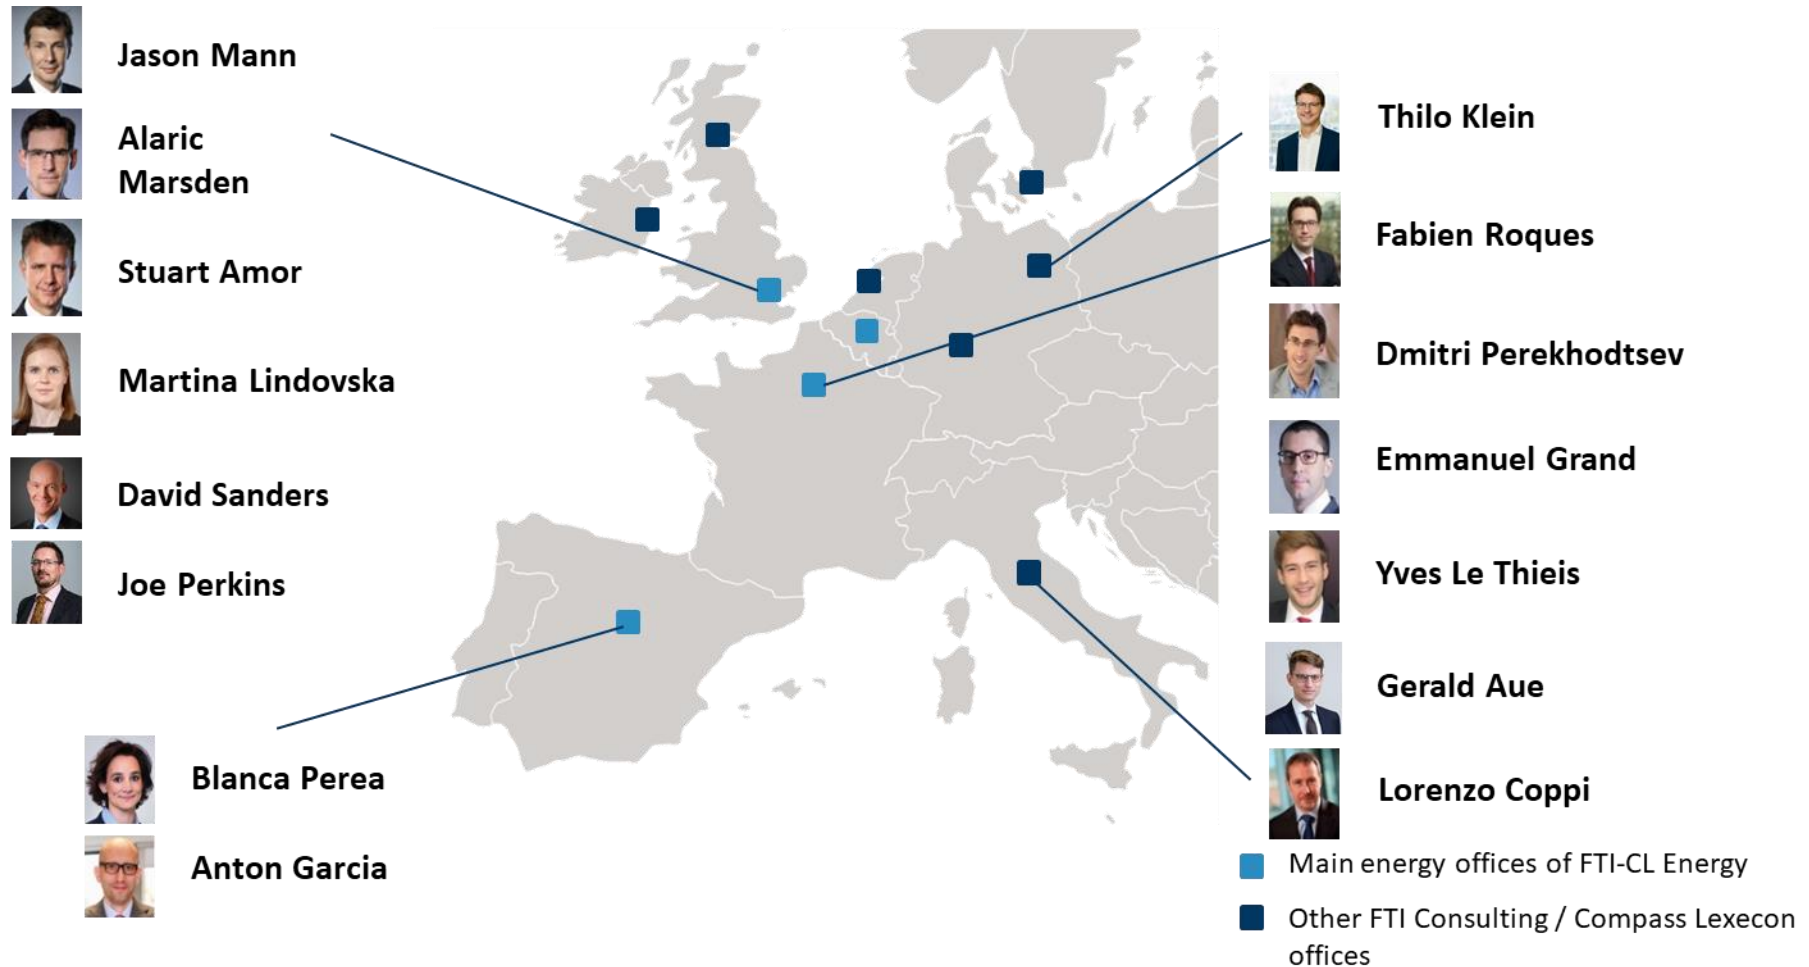 Jason Mann
Alaric
Marsden
Stuart Amor
Martina Lindovska
David Sanders
Joe Perkins
Blanca Perea
Anton Garcia
Thilo Klein
Fabien Roques
Dmitri Perekhodtsev
Emmanuel Grand
Yves Le Thieis
Gerald Aue
Lorenzo Coppi
Main energy offices of FTI-CL Energy
Other FTI Consulting / Compass Lexecon
offices